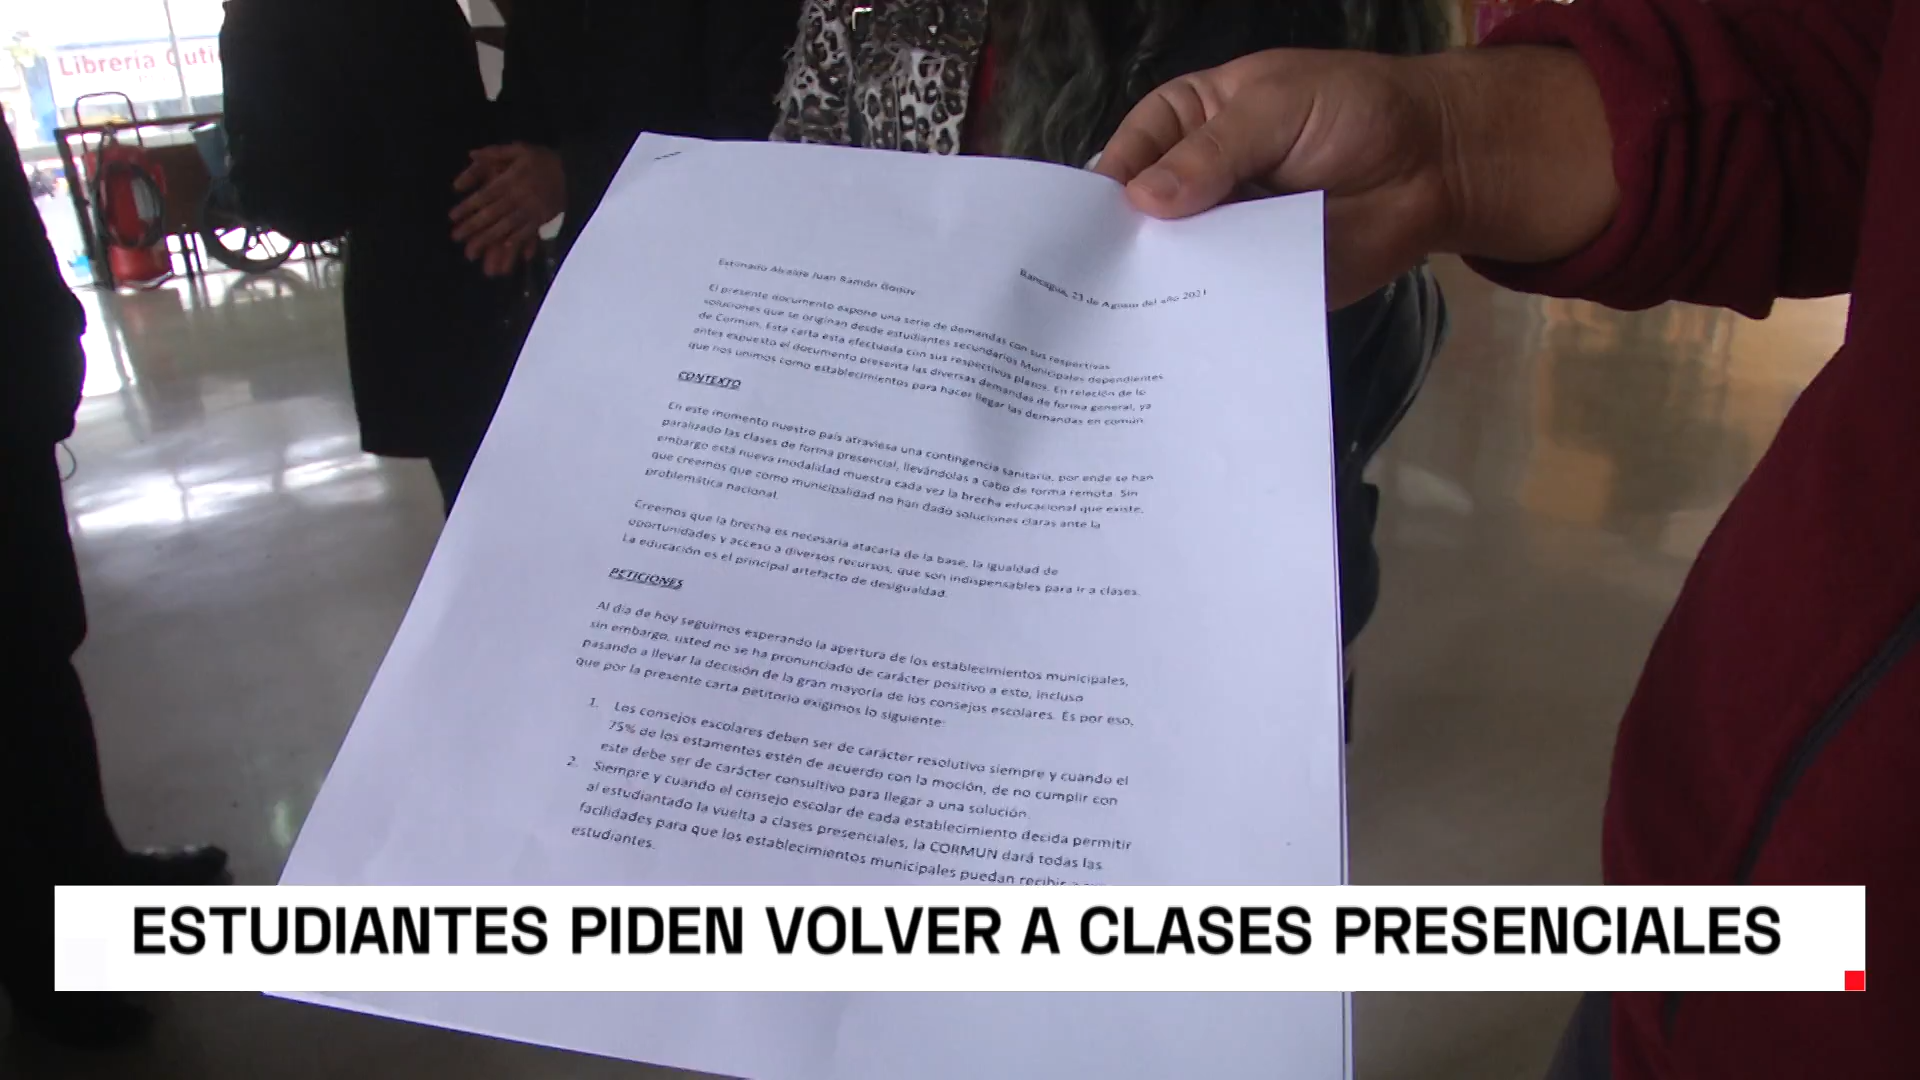 Libreria Guti
Rancagua, 23 de Agosto del año 2021
Estimado Alcalde Juan Ramón Godoy
El presente documento expone una serie de demandas con sus respectivas
soluciones que se originan desde estudiantes secundarios Municipales dependientes
de Cormun. Esta carta esta efectuada con sus respectivos plazos. En relación de lo
antes expuesto el documento presenta las diversas demandas de forma general, ya
que nos unimos como establecimientos para hacer llegar las demandas en común.
CONTEXTO
En este momento nuestro país atraviesa una contingencia sanitaria, por ende se han
paralizado las clases de forma presencial, llevándolas a cabo de forma remota. Sin
embargo está nueva modalidad muestra cada vez la brecha educacional que existe,
que creemos que como municipalidad no han dado soluciones claras ante la
problemática nacional.
Creemos que la brecha es necesaria atacarla de la base, la igualdad de
oportunidades y acceso a diversos recursos, que son indispensables para ir a clases.
La educación es el principal artefacto de desigualdad.
PETICIONES
Al día de hoy seguimos esperando la apertura de los establecimientos municipales,
sin embargo, usted no se ha pronunciado de carácter positivo a esto, incluso
pasando a llevar la decisión de la gran mayoría de los consejos escolares. Es por eso,
que por la presente carta petitorio exigimos lo siguiente:
1. Los consejos escolares deben ser de carácter resolutivo siempre y cuando el
75% de los estamentos estén de acuerdo con la moción, de no cumplir con
este debe ser de carácter consultivo para llegar a una solución.
2. Siempre y cuando el consejo escolar de cada establecimiento decida permitir
al estudiantado la vuelta a clases presenciales, la CORMUN dará todas las
facilidades para que los establecimientos municipales puedan recibir
estudiantes.
ESTUDIANTES PIDEN VOLVER A CLASES PRESENCIALES